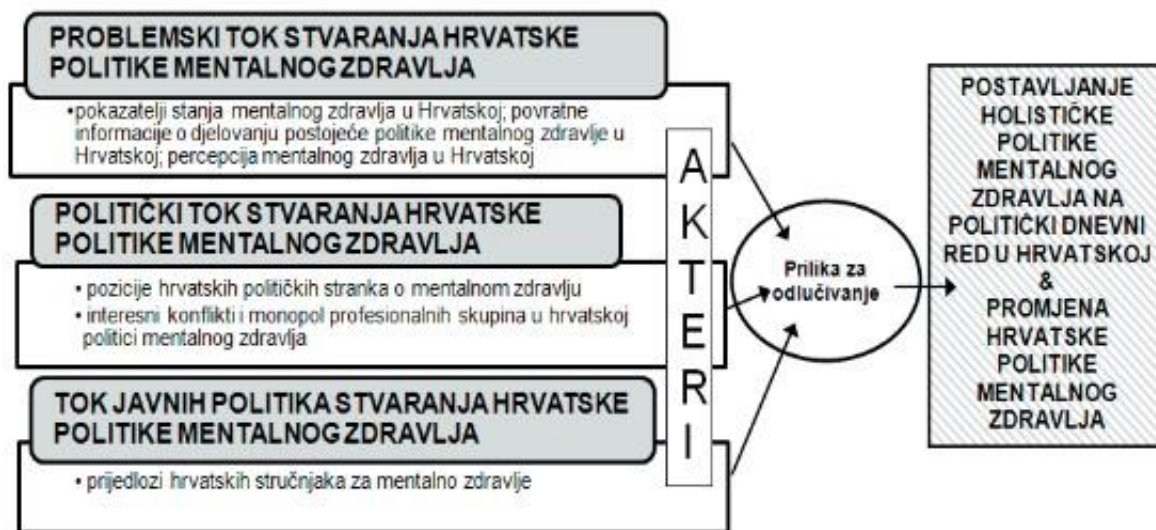 PROBLEMSKI TOK STVARANJA HRVATSKE
POLITIKE MENTALNOG ZDRAVLJA
•pokazatelji stanja mentalnog zdravlja u Hrvatskoj; povratne
informacije o djelovanju postojeće politike mentalnog zdravlje u
Hrvatskoj; percepcija mentalnog zdravlja u Hrvatskoj
POLITIČKI TOK STVARANJA HRVATSKE
POLITIKE MENTALNOG ZDRAVLJA
• pozicije hrvatskih političkih stranka o mentalnom zdravlju
• interesni konflikti i monopol profesionalnih skupina u hrvatskoj
politici mentalnog zdravlja
TOK JAVNIH POLITIKA STVARANJA HRVATSKE
POLITIKE MENTALNOG ZDRAVLJA
• prijedlozi hrvatskih stručnjaka za mentalno zdravlje
A
K
T
E
R
I
Prilika za
odlučivanje
POSTAVLJANJE
HOLISTIČKE
POLITIKE
MENTALNOG
ZDRAVLJA NA
POLITIČKI DNEVNI
RED U HRVATSKOJ
&
PROMJENA
HRVATSKE
POLITIKE
MENTALNOG
ZDRAVLJA